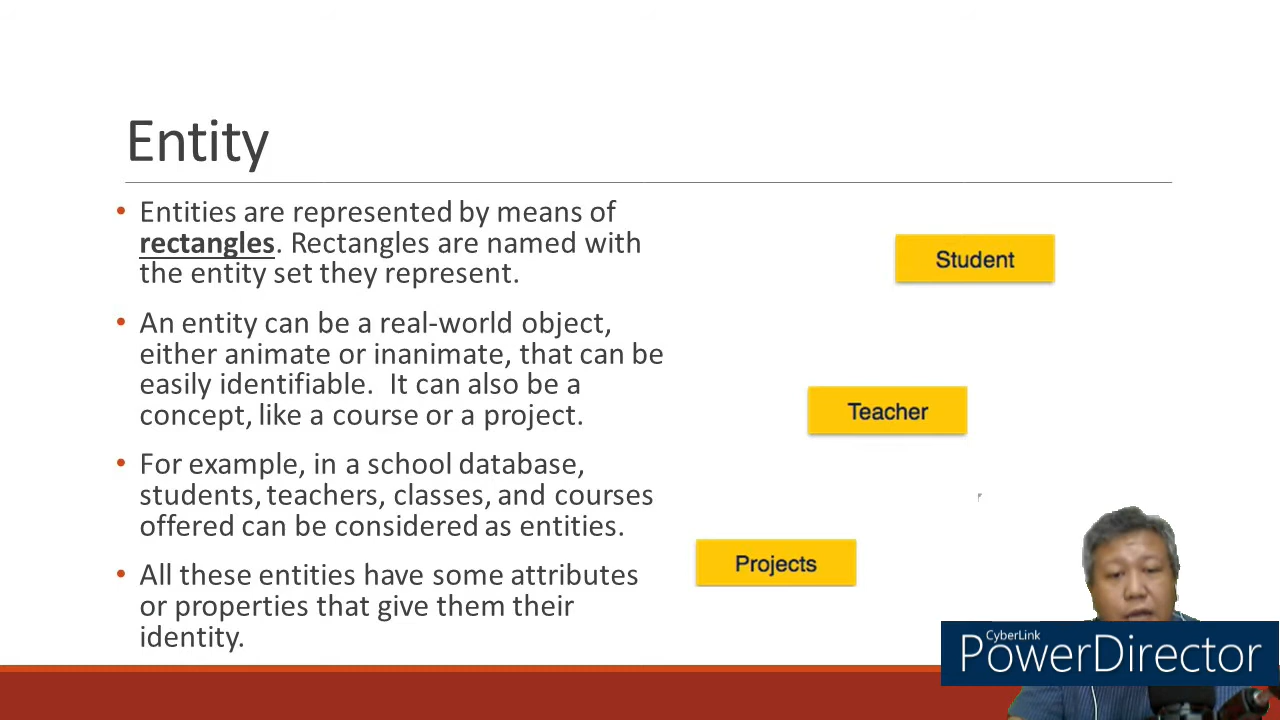 Entity
• Entities are represented by means of
rectangles. Rectangles are named with
the entity set they represent.
• An entity can be a real-world object,
either animate or inanimate, that can be
easily identifiable.  It can also be a
concept, like a course or a project.
• For example, in a school database,
students, teachers, classes, and courses
offered can be considered as entities.
• All these entities have some attributes
or properties that give them their
identity.
Student
Teacher
Projects
CyberLink
PowerDirector